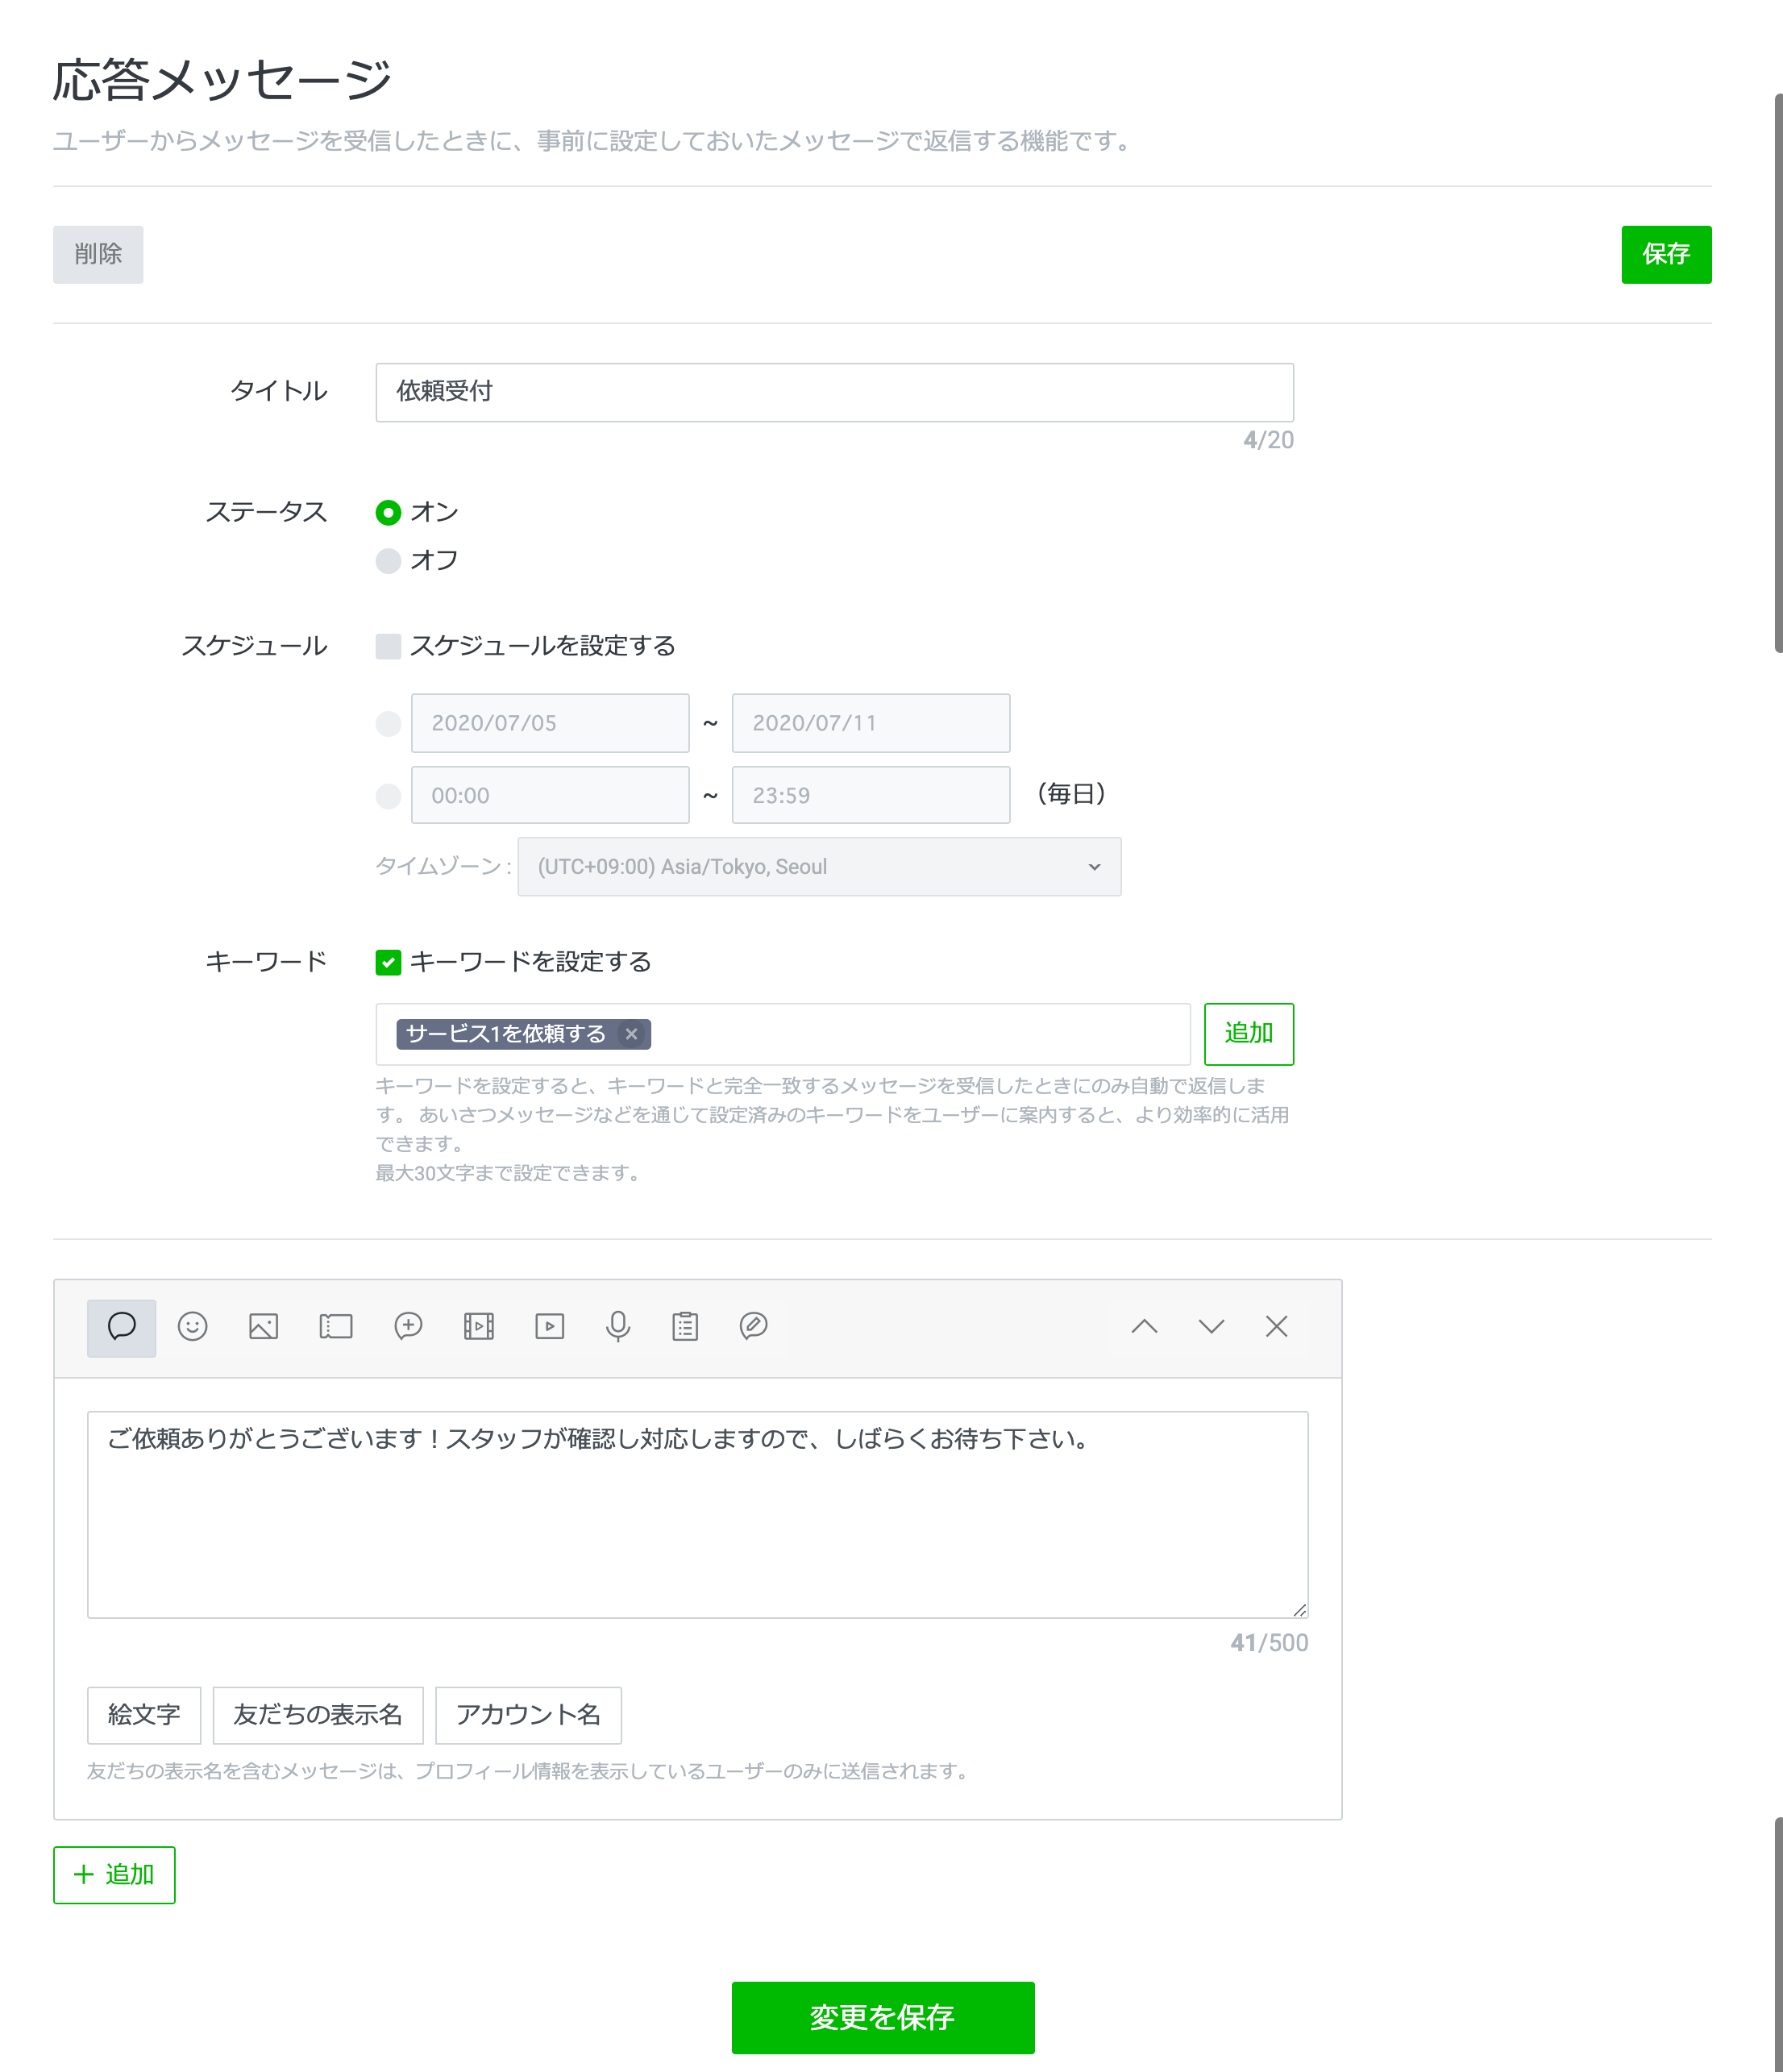 応答メッセージ
ユーザーからメッセージを受信したときに、事前に設定しておいたメッセージで返信する機能です。
削除
保存
タイトル
依頼受付
4/20
ステータス
オン
オフ
スケジュール
スケジュールを設定する
2020/07/05 ~ 2020/07/11
00:00 ~ 23:59 (毎日)
タイムゾーン : (UTC+09:00) Asia/Tokyo, Seoul
キーワード
キーワードを設定する
サービス1を依頼する
追加
キーワードを設定すると、キーワードと完全一致するメッセージを受信したときにのみ自動で返信しま
す。 あいさつメッセージなどを通じて設定済みのキーワードをユーザーに案内すると、より効率的に活用
できます。
最大30文字まで設定できます。
ご依頼ありがとうございます！スタッフが確認し対応しますので、しばらくお待ち下さい。
41/500
絵文字 友だちの表示名 アカウント名
友だちの表示名を含むメッセージは、プロフィール情報を表示しているユーザーのみに送信されます。
+ 追加
変更を保存